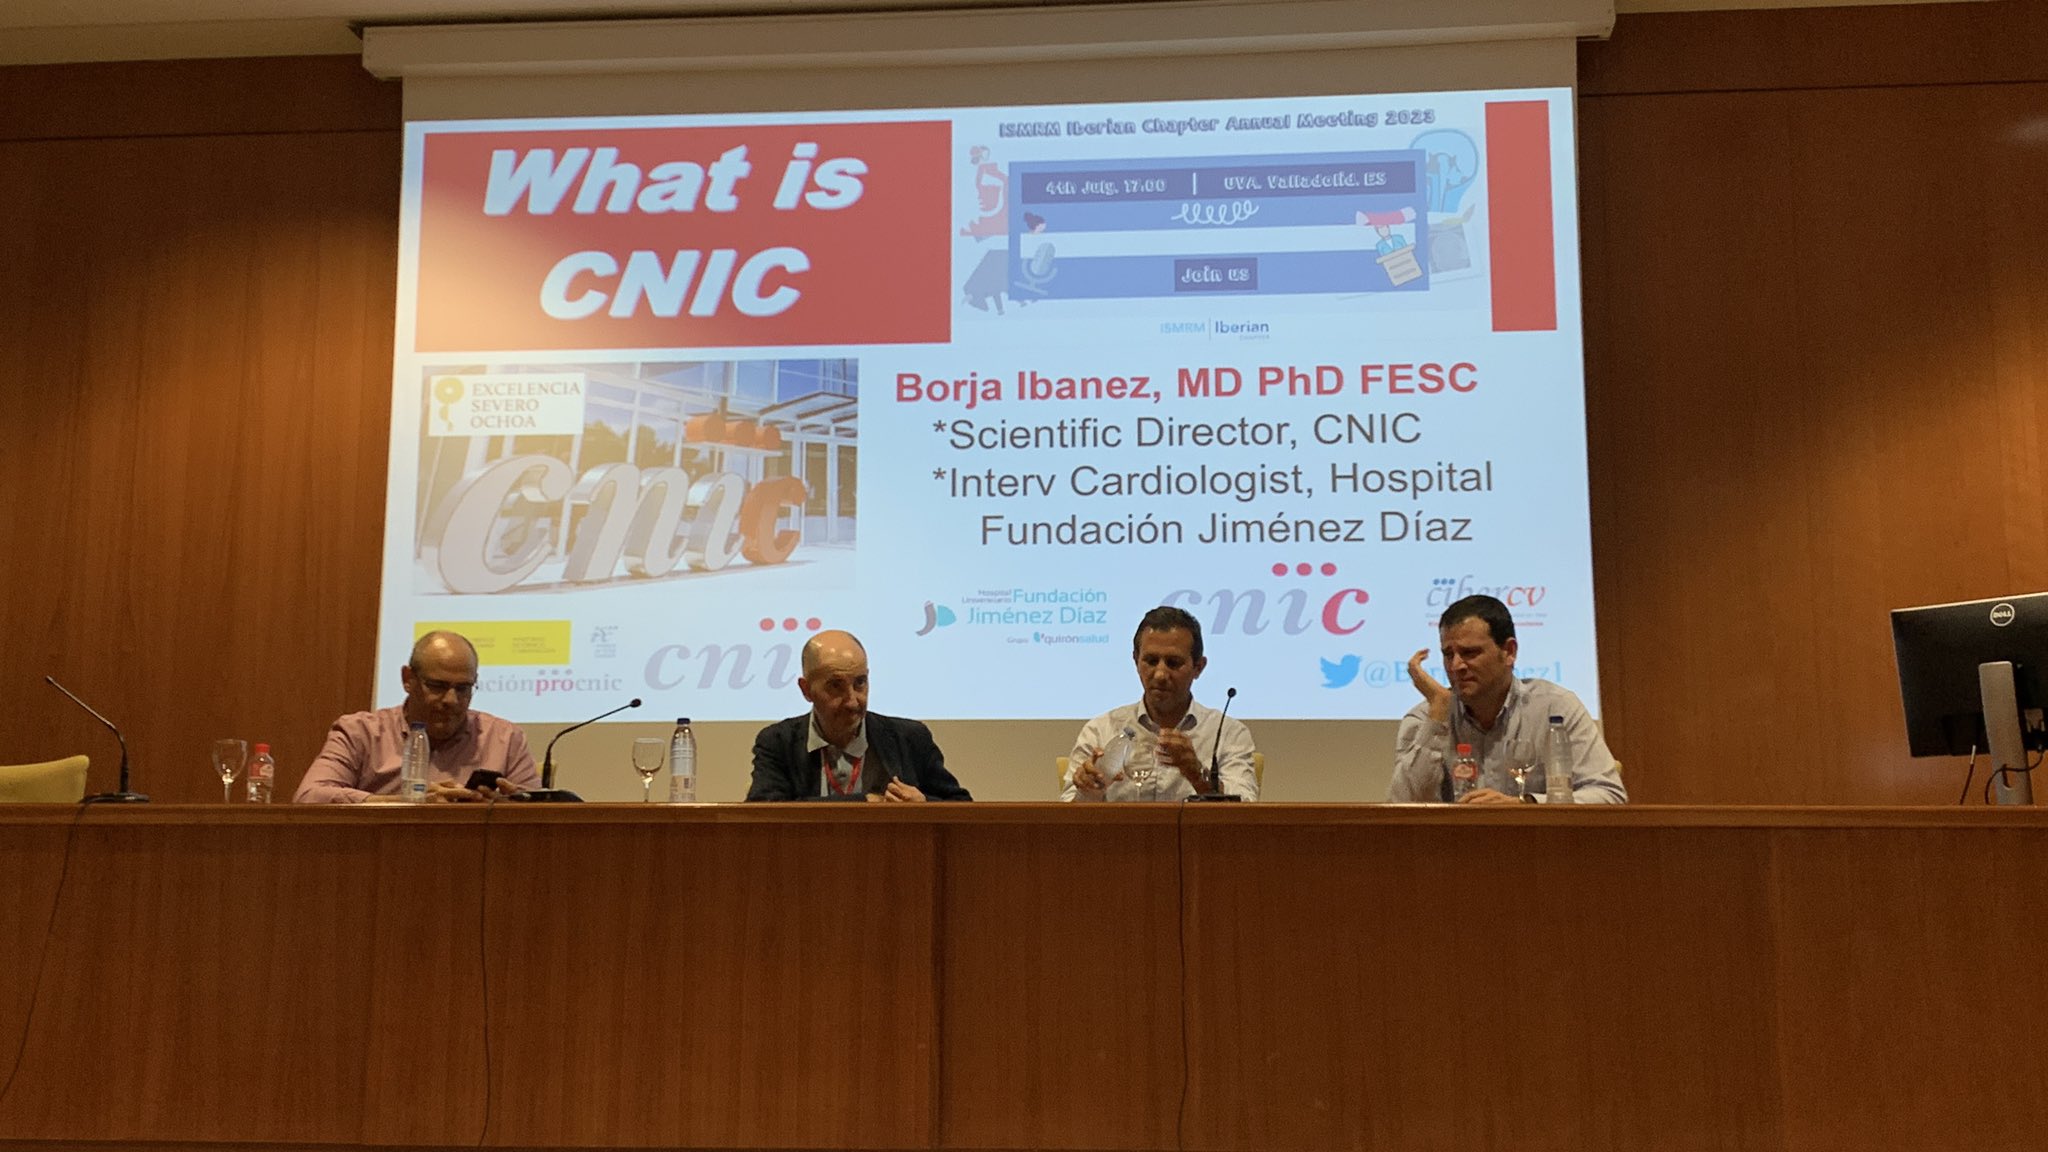 What is
CNIC
ISMRM Iberian Chapter Annual Meeting 2023
4th July. 17:00 | UVA. Valladolid. ES
Join us
ISMRM | Iberian
EXCELENCIA
SEVERO
OCHOA
cnic
Borja Ibanez, MD PhD FESC
*Scientific Director, CNIC
*Interv Cardiologist, Hospital
Fundación Jiménez Díaz
Hospital
Universitario Fundación
Jiménez Díaz
Grupo quirónsalud
cnic
cibercv
procnic
DELL